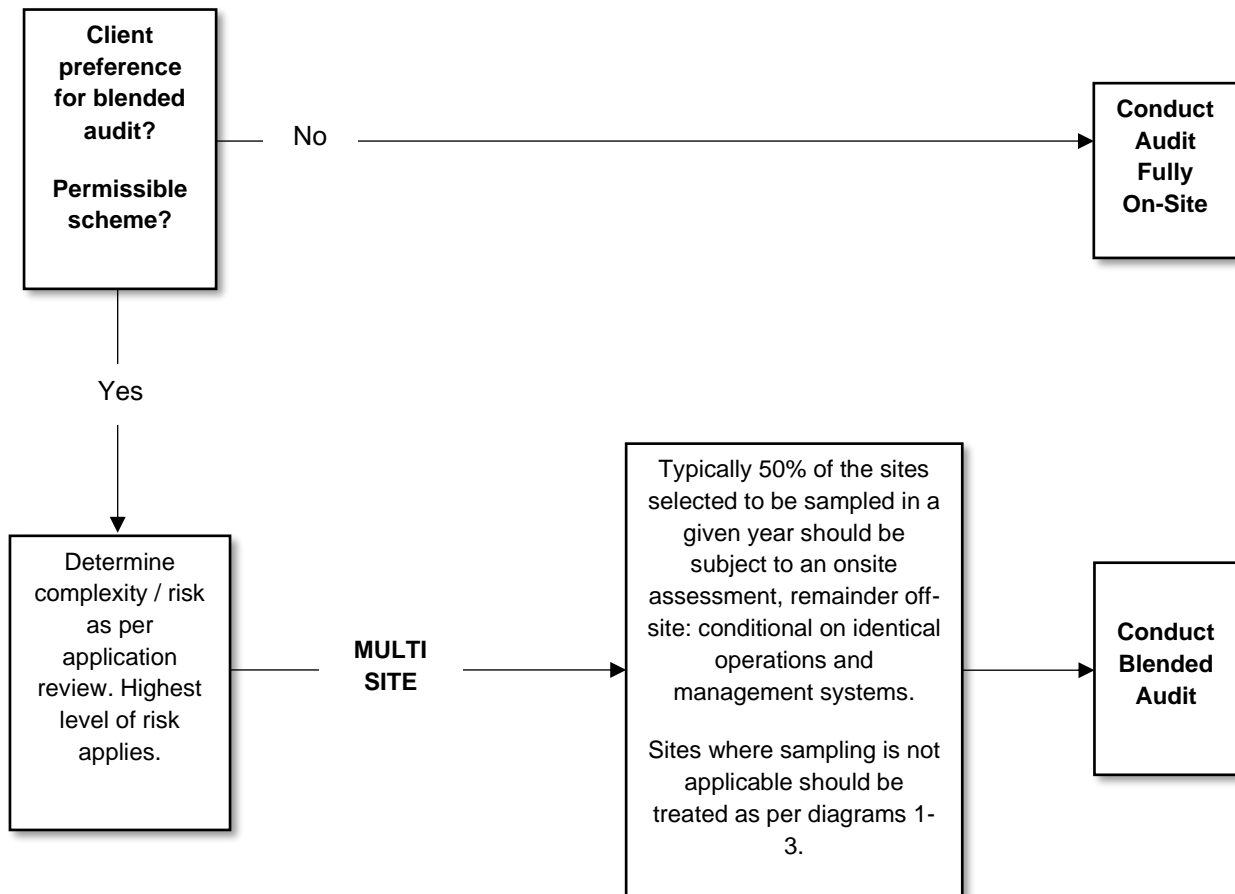 Client
preference
for blended
audit?
Permissible
scheme?
No
Conduct
Audit
Fully
On-Site
Yes
Determine
complexity / risk
as per
application
review. Highest
level of risk
applies.
MULTI
SITE
Typically 50% of the sites
selected to be sampled in a
given year should be
subject to an onsite
assessment, remainder off-
site: conditional on identical
operations and
management systems.
Sites where sampling is not
applicable should be
treated as per diagrams 1-
3.
Conduct
Blended
Audit